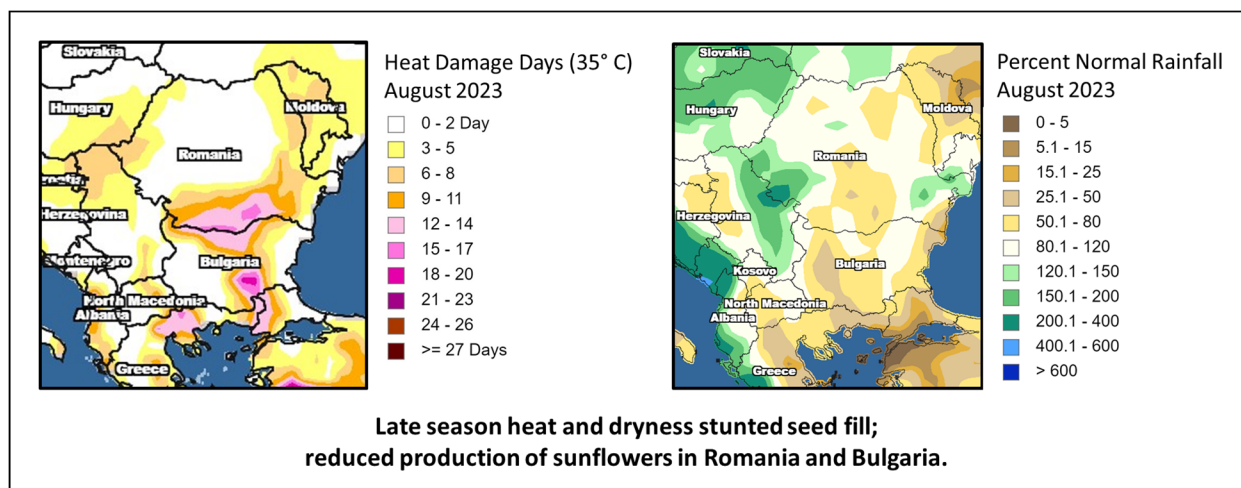 Slovakia
Hungary
Moldova
Romania
Herzegovina
Montenegro
Bulgaria
North Macedonia
Albania
Greece
Heat Damage Days (35° C)
August 2023
0 - 2 Day
3 - 5
6 - 8
9 - 11
12 - 14
15 - 17
18 - 20
21 - 23
24 - 26
>= 27 Days
Slovakia
Hungary
Moldova
Romania
Herzegovina
Kosovo
Bulgaria
North Macedonia
Albania
Greece
Percent Normal Rainfall
August 2023
0 - 5
5.1 - 15
15.1 - 25
25.1 - 50
50.1 - 80
80.1 - 120
120.1 - 150
150.1 - 200
200.1 - 400
400.1 - 600
> 600
Late season heat and dryness stunted seed fill;
reduced production of sunflowers in Romania and Bulgaria.